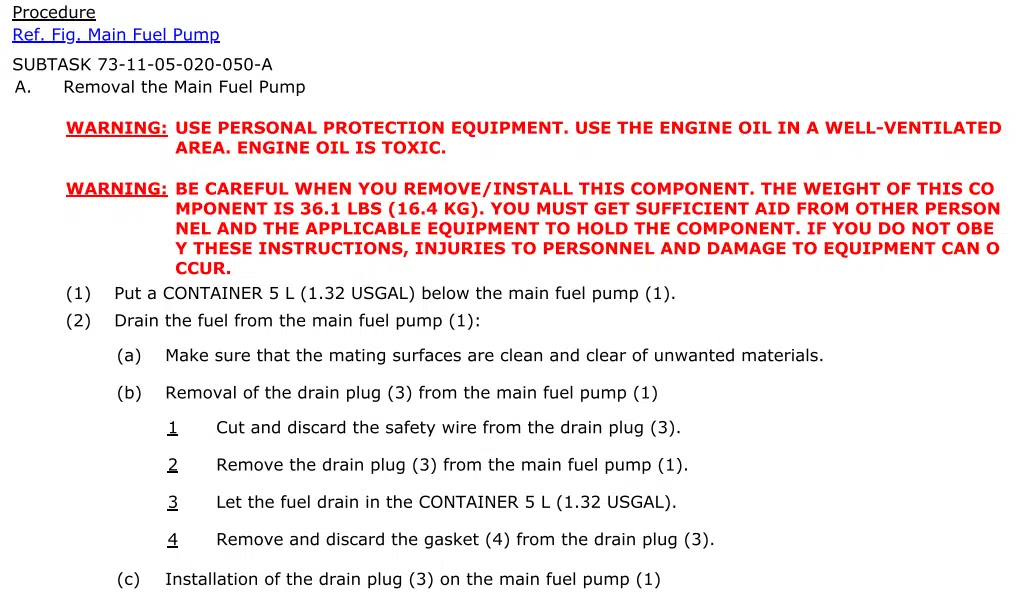 Procedure
Ref. Fig. Main Fuel Pump
SUBTASK 73-11-05-020-050-A
A. Removal the Main Fuel Pump
WARNING: USE PERSONAL PROTECTION EQUIPMENT. USE THE ENGINE OIL IN A WELL-VENTILATED
AREA. ENGINE OIL IS TOXIC.
WARNING: BE CAREFUL WHEN YOU REMOVE/INSTALL THIS COMPONENT. THE WEIGHT OF THIS CO
MPONENT IS 36.1 LBS (16.4 KG). YOU MUST GET SUFFICIENT AID FROM OTHER PERSON
NEL AND THE APPLICABLE EQUIPMENT TO HOLD THE COMPONENT. IF YOU DO NOT OBE
Y THESE INSTRUCTIONS, INJURIES TO PERSONNEL AND DAMAGE TO EQUIPMENT CAN O
CCUR.
(1) Put a CONTAINER 5 L (1.32 USGAL) below the main fuel pump (1).
(2) Drain the fuel from the main fuel pump (1):
(a) Make sure that the mating surfaces are clean and clear of unwanted materials.
(b) Removal of the drain plug (3) from the main fuel pump (1)
1 Cut and discard the safety wire from the drain plug (3).
2 Remove the drain plug (3) from the main fuel pump (1).
3 Let the fuel drain in the CONTAINER 5 L (1.32 USGAL).
4 Remove and discard the gasket (4) from the drain plug (3).
(c) Installation of the drain plug (3) on the main fuel pump (1)